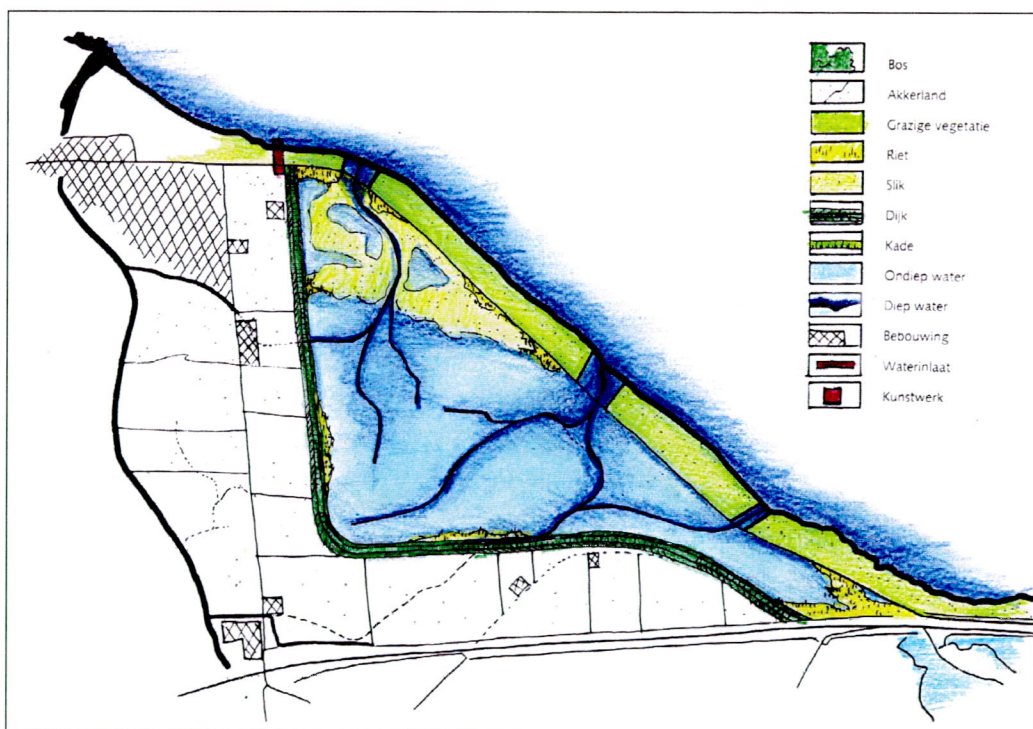 Bos
Akkerland
Grazige vegetatie
Riet
Slik
Dijk
Kade
Ondiep water
Diep water
Bebouwing
Waterinlaat
Kunstwerk